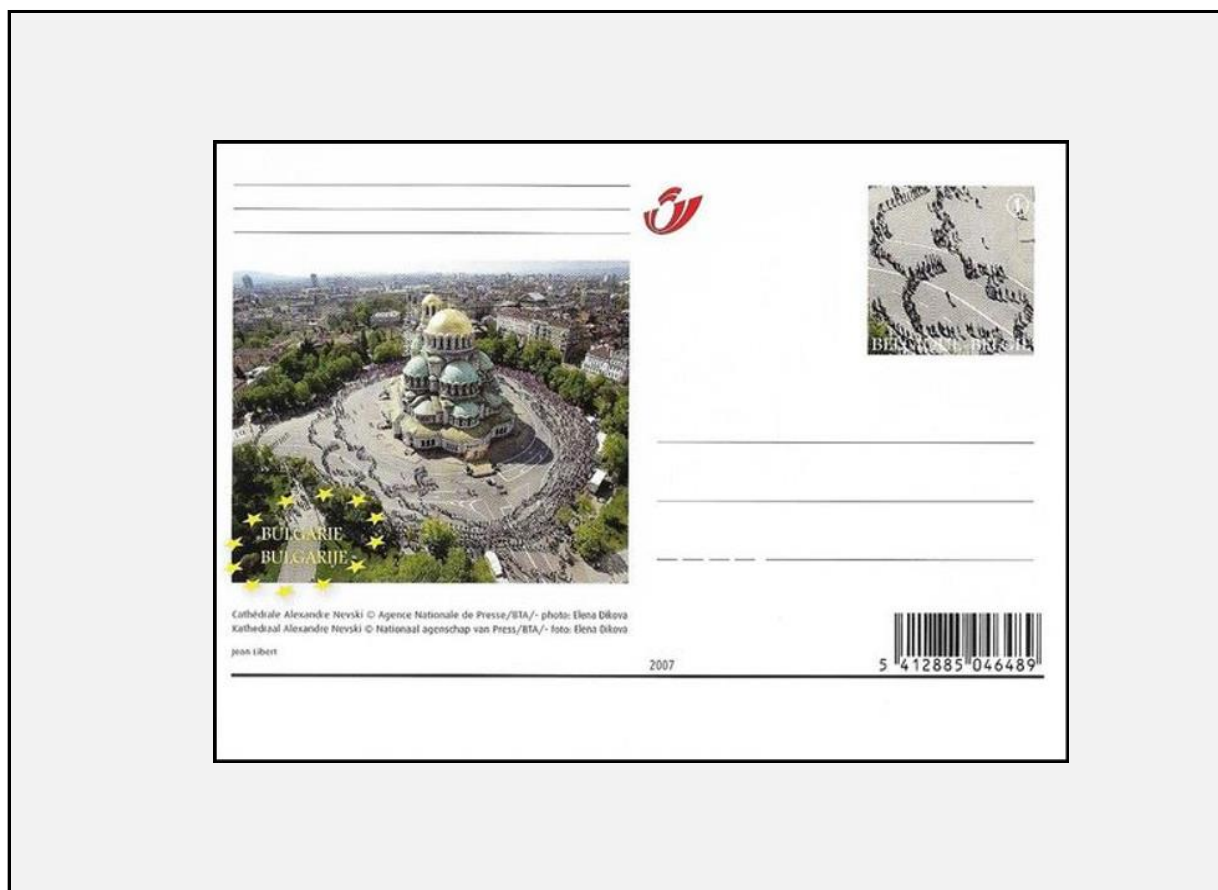 1
BELGIQUE - BELGIË
BULGARIE
BULGARIJE
Cathédrale Alexandre Nevski © Agence Nationale de Presse/BTA/- photo: Elena Dikova
Kathedraal Alexandre Nevski © Nationaal agenschap van Press/BTA/- foto: Elena Dikova
Jean Libert
2007
5 412885 046489